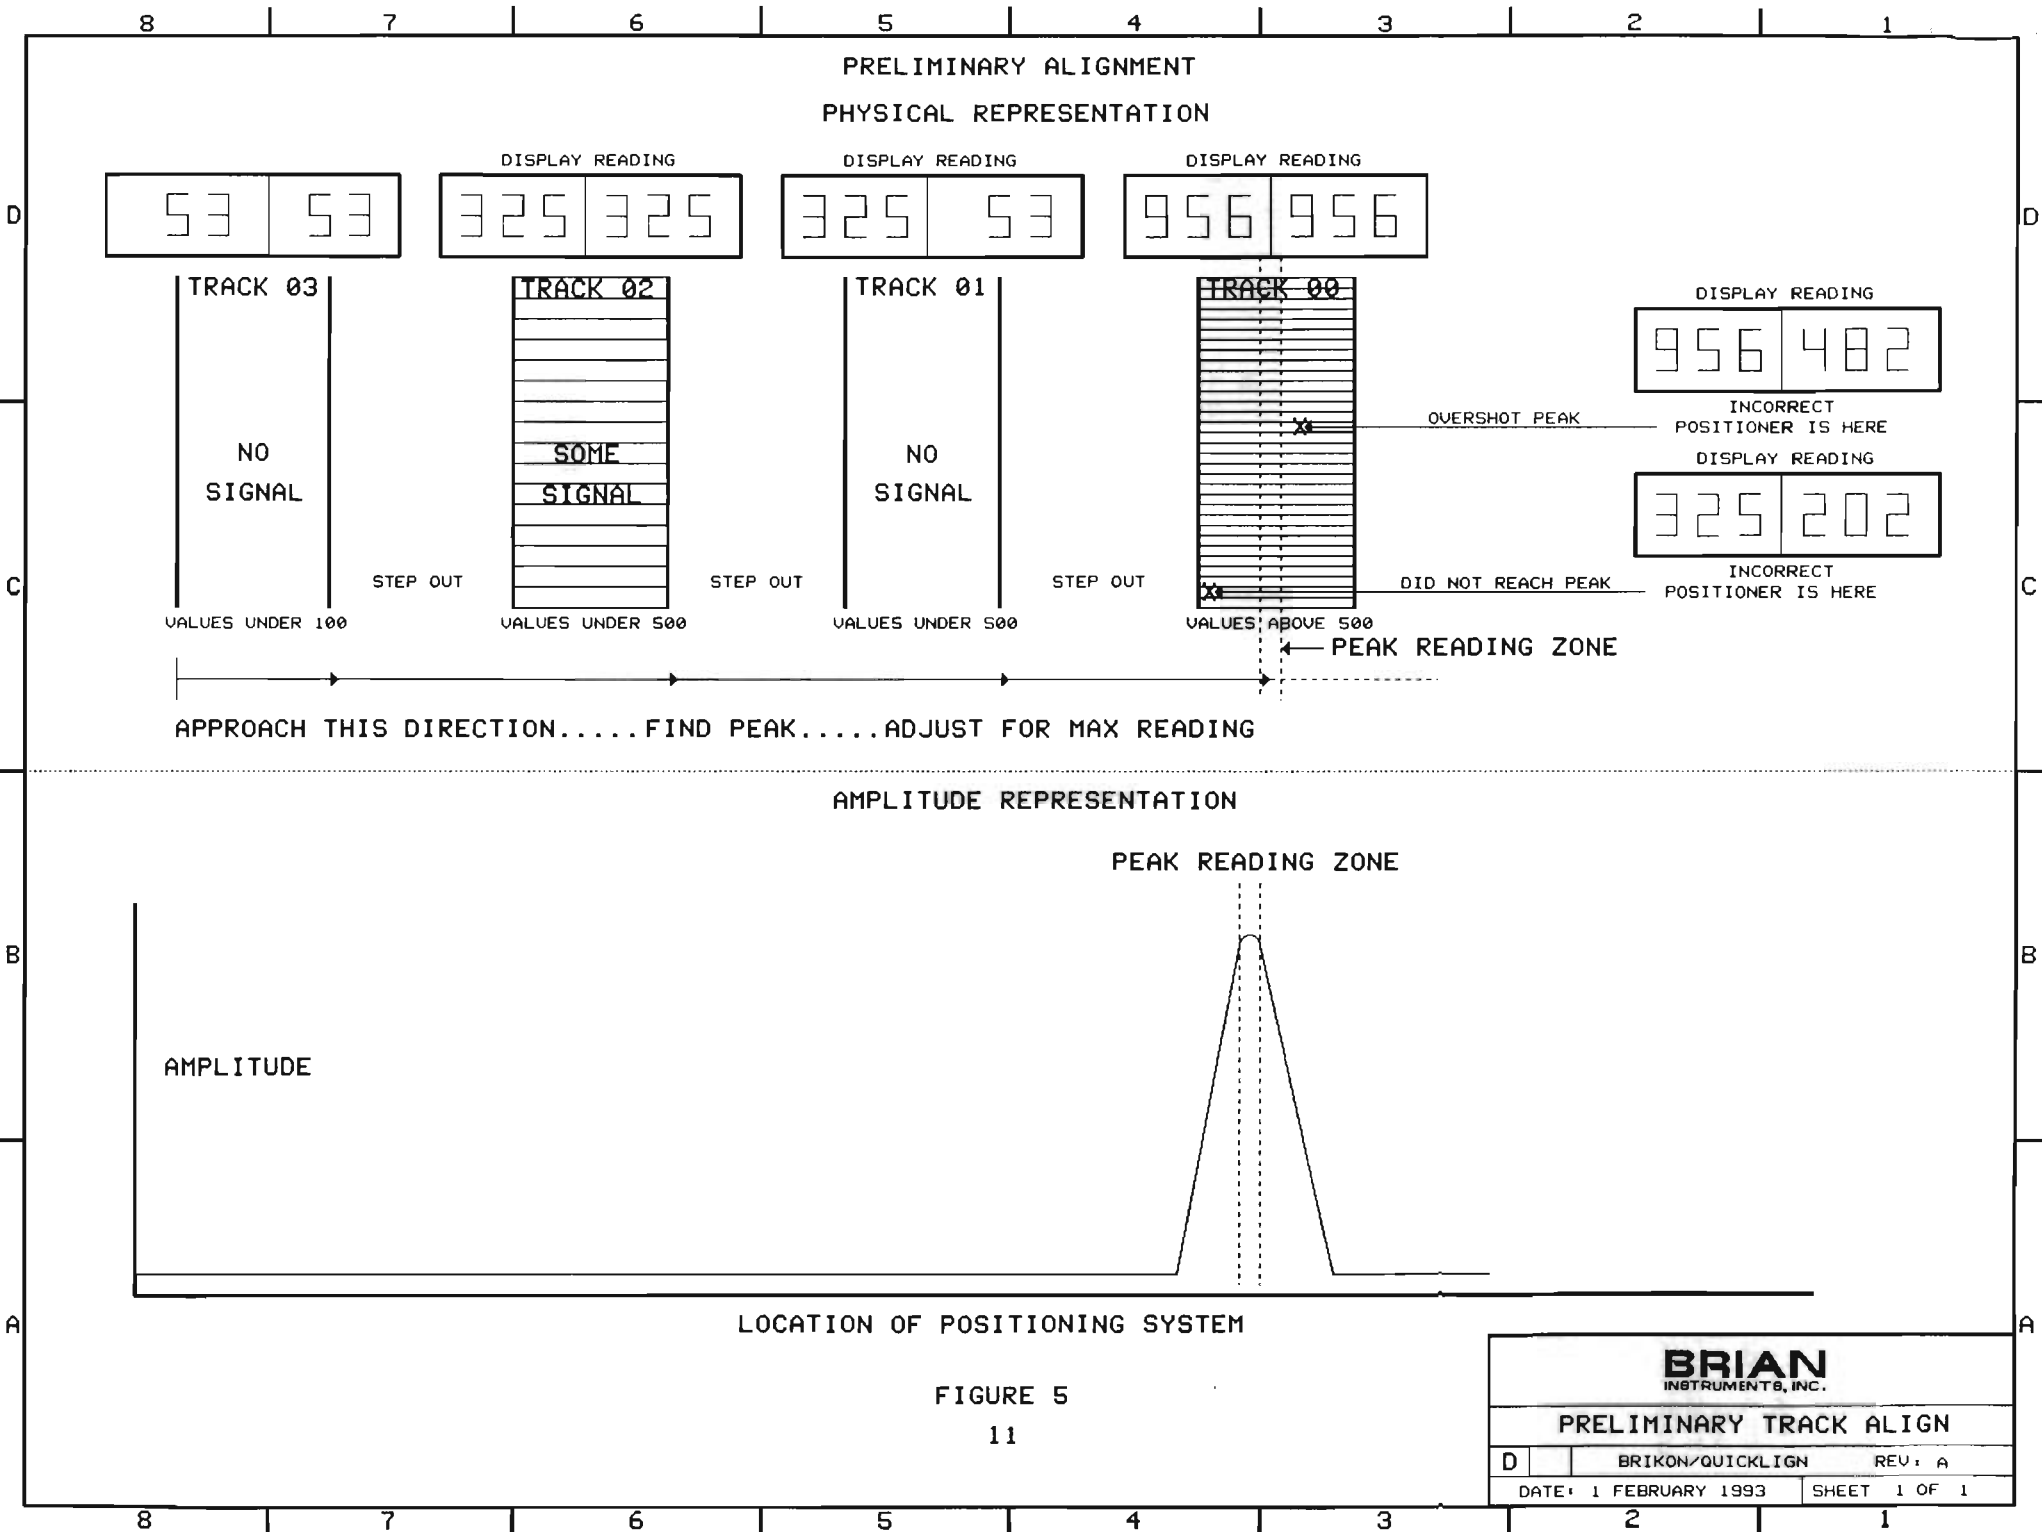 8 7 6 5 4 3 2 1
PRELIMINARY ALIGNMENT
PHYSICAL REPRESENTATION
DISPLAY READING DISPLAY READING DISPLAY READING
53 53 325 325 325 53 956 956
D D
TRACK 03 TRACK 02 TRACK 01 TRACK 00
DISPLAY READING
956 482
INCORRECT
OVERSHOT PEAK POSITIONER IS HERE
NO SOME NO
SIGNAL SIGNAL SIGNAL
DISPLAY READING
325 202
INCORRECT
DID NOT REACH PEAK POSITIONER IS HERE
STEP OUT STEP OUT STEP OUT
C C
VALUES UNDER 100 VALUES UNDER 500 VALUES UNDER 500 VALUES ABOVE 500
PEAK READING ZONE
APPROACH THIS DIRECTION.....FIND PEAK.....ADJUST FOR MAX READING
AMPLITUDE REPRESENTATION
PEAK READING ZONE
B B
AMPLITUDE
LOCATION OF POSITIONING SYSTEM
A A
FIGURE 5
11
BRIAN
INSTRUMENTS, INC.
PRELIMINARY TRACK ALIGN
D BRIKON/QUICKLIGN REV: A
DATE: 1 FEBRUARY 1993 SHEET 1 OF 1
8 7 6 5 4 3 2 1